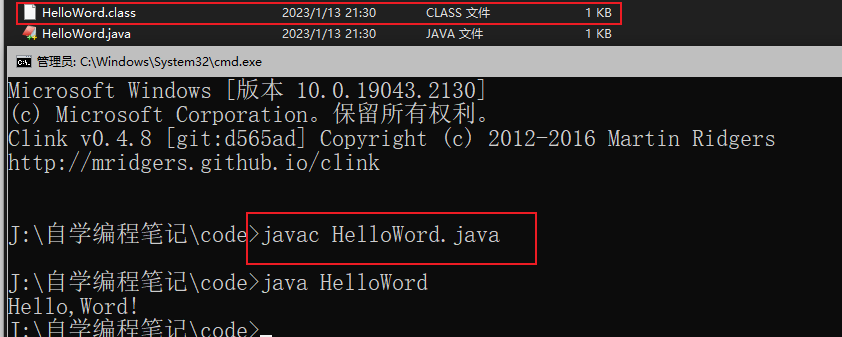 HelloWord.class 2023/1/13 21:30 CLASS 文件 1 KB
HelloWord.java 2023/1/13 21:30 JAVA 文件 1 KB
管理员: C:\Windows\System32\cmd.exe
Microsoft Windows [版本 10.0.19043.2130]
(c) Microsoft Corporation。保留所有权利。
Clink v0.4.8 [git:d565ad] Copyright (c) 2012-2016 Martin Ridgers
http://mridgers.github.io/clink
J:\自学编程笔记\code>javac HelloWord.java
J:\自学编程笔记\code>java HelloWord
Hello,Word!
J:\自学编程笔记\code>